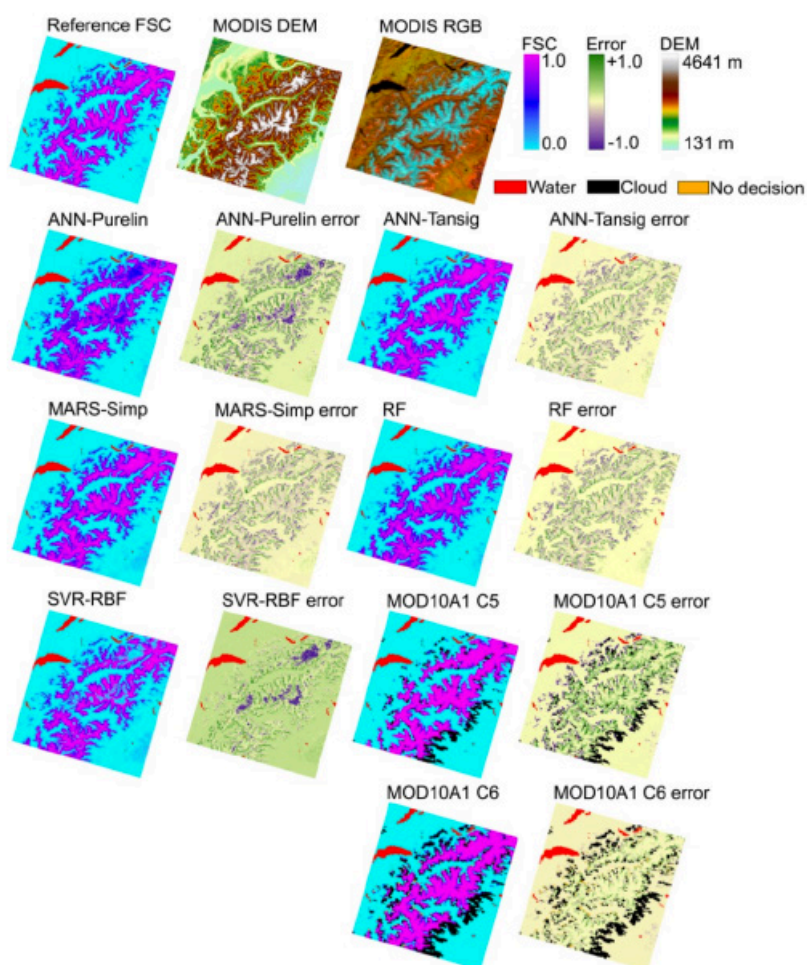 Reference FSC MODIS DEM MODIS RGB FSC Error DEM
1.0 +1.0 4641 m
0.0 -1.0 131 m
Water Cloud No decision
ANN-Purelin ANN-Purelin error ANN-Tansig ANN-Tansig error
MARS-Simp MARS-Simp error RF RF error
SVR-RBF SVR-RBF error MOD10A1 C5 MOD10A1 C5 error
MOD10A1 C6 MOD10A1 C6 error